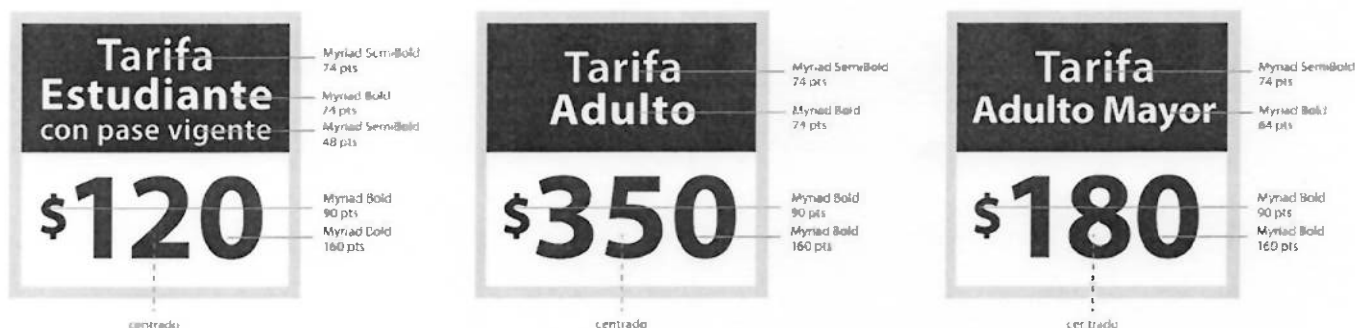 Tarifa
Estudiante
con pase vigente
$120
Myriad SemiBold
74 pts
Myriad Bold
74 pts
Myriad SemiBold
48 pts
Myriad Bold
90 pts
Myriad Bold
160 pts
centrado
Tarifa
Adulto
$350
Myriad SemiBold
74 pts
Myriad Bold
74 pts
Myriad Bold
90 pts
Myriad Bold
160 pts
centrado
Tarifa
Adulto Mayor
$180
Myriad SemiBold
74 pts
Myriad Bold
64 pts
Myriad Bold
90 pts
Myriad Bold
160 pts
centrado